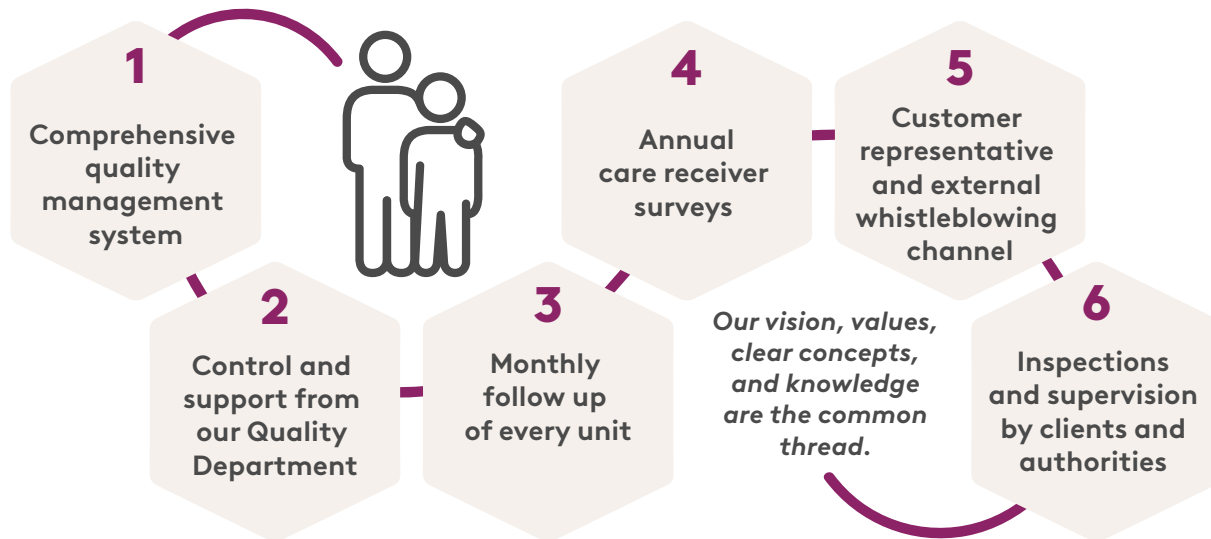 1
Comprehensive
quality
management
system
2
Control and
support from
our Quality
Department
3
Monthly
follow up
of every unit
4
Annual
care receiver
surveys
5
Customer
representative
and external
whistleblowing
channel
6
Inspections
and supervision
by clients and
authorities
Our vision, values,
clear concepts,
and knowledge
are the common
thread.